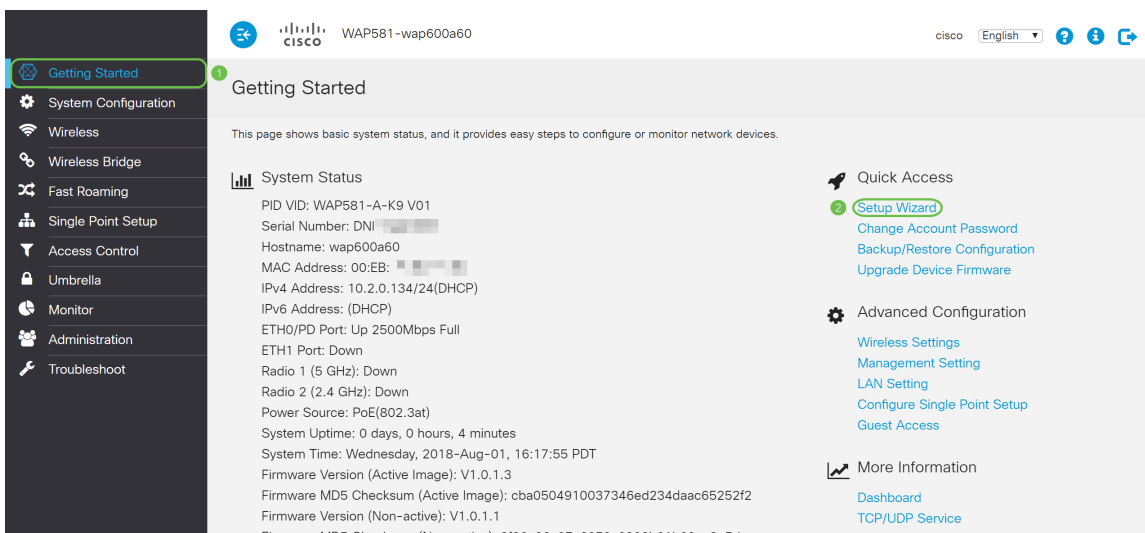 CISCO
WAP581-wap600a60
cisco
English
Getting Started
System Configuration
Wireless
Wireless Bridge
Fast Roaming
Single Point Setup
Access Control
Umbrella
Monitor
Administration
Troubleshoot
1
Getting Started
This page shows basic system status, and it provides easy steps to configure or monitor network devices.
System Status
PID VID: WAP581-A-K9 V01
Serial Number: DNI
Hostname: wap600a60
MAC Address: 00:EB:
IPv4 Address: 10.2.0.134/24(DHCP)
IPv6 Address: (DHCP)
ETH0/PD Port: Up 2500Mbps Full
ETH1 Port: Down
Radio 1 (5 GHz): Down
Radio 2 (2.4 GHz): Down
Power Source: PoE(802.3at)
System Uptime: 0 days, 0 hours, 4 minutes
System Time: Wednesday, 2018-Aug-01, 16:17:55 PDT
Firmware Version (Active Image): V1.0.1.3
Firmware MD5 Checksum (Active Image): cba0504910037346ed234daac65252f2
Firmware Version (Non-active): V1.0.1.1
Quick Access
2 Setup Wizard
Change Account Password
Backup/Restore Configuration
Upgrade Device Firmware
Advanced Configuration
Wireless Settings
Management Setting
LAN Setting
Configure Single Point Setup
Guest Access
More Information
Dashboard
TCP/UDP Service